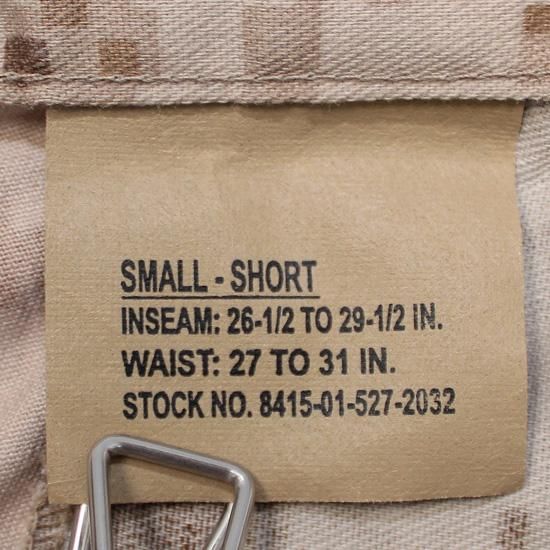 SMALL - SHORT
INSEAM: 26-1/2 TO 29-1/2 IN.
WAIST: 27 TO 31 IN.
STOCK NO. 8415-01-527-2032